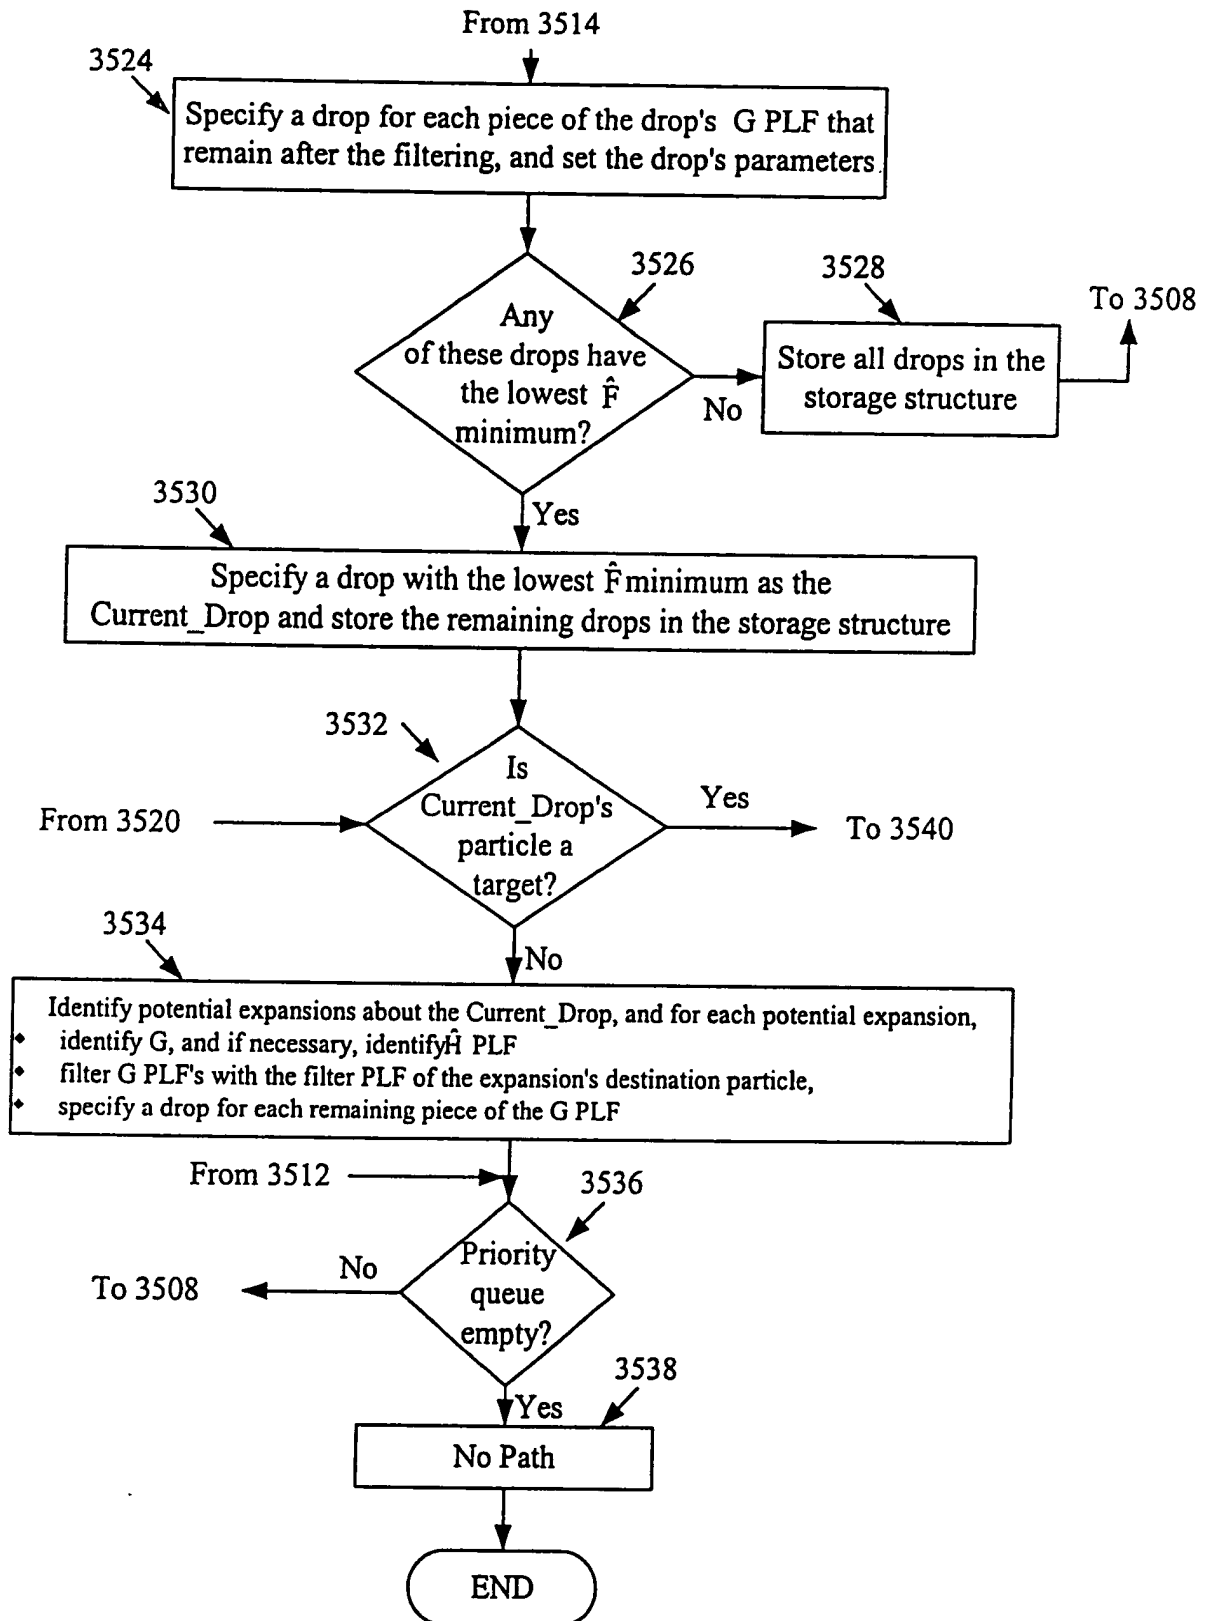 From 3514
3524
Specify a drop for each piece of the drop's G PLF that
remain after the filtering, and set the drop's parameters
3526
3528
To 3508
Any
of these drops have
the lowest F̂
minimum?
No
Store all drops in the
storage structure
3530
Yes
Specify a drop with the lowest F̂ minimum as the
Current_Drop and store the remaining drops in the storage structure
3532
Is
Current_Drop's
particle a
target?
From 3520
Yes
To 3540
3534
No
Identify potential expansions about the Current_Drop, and for each potential expansion,
◆ identify G, and if necessary, identifyĤ PLF
◆ filter G PLF's with the filter PLF of the expansion's destination particle,
◆ specify a drop for each remaining piece of the G PLF
From 3512
3536
Priority
queue
empty?
No
To 3508
3538
Yes
No Path
END